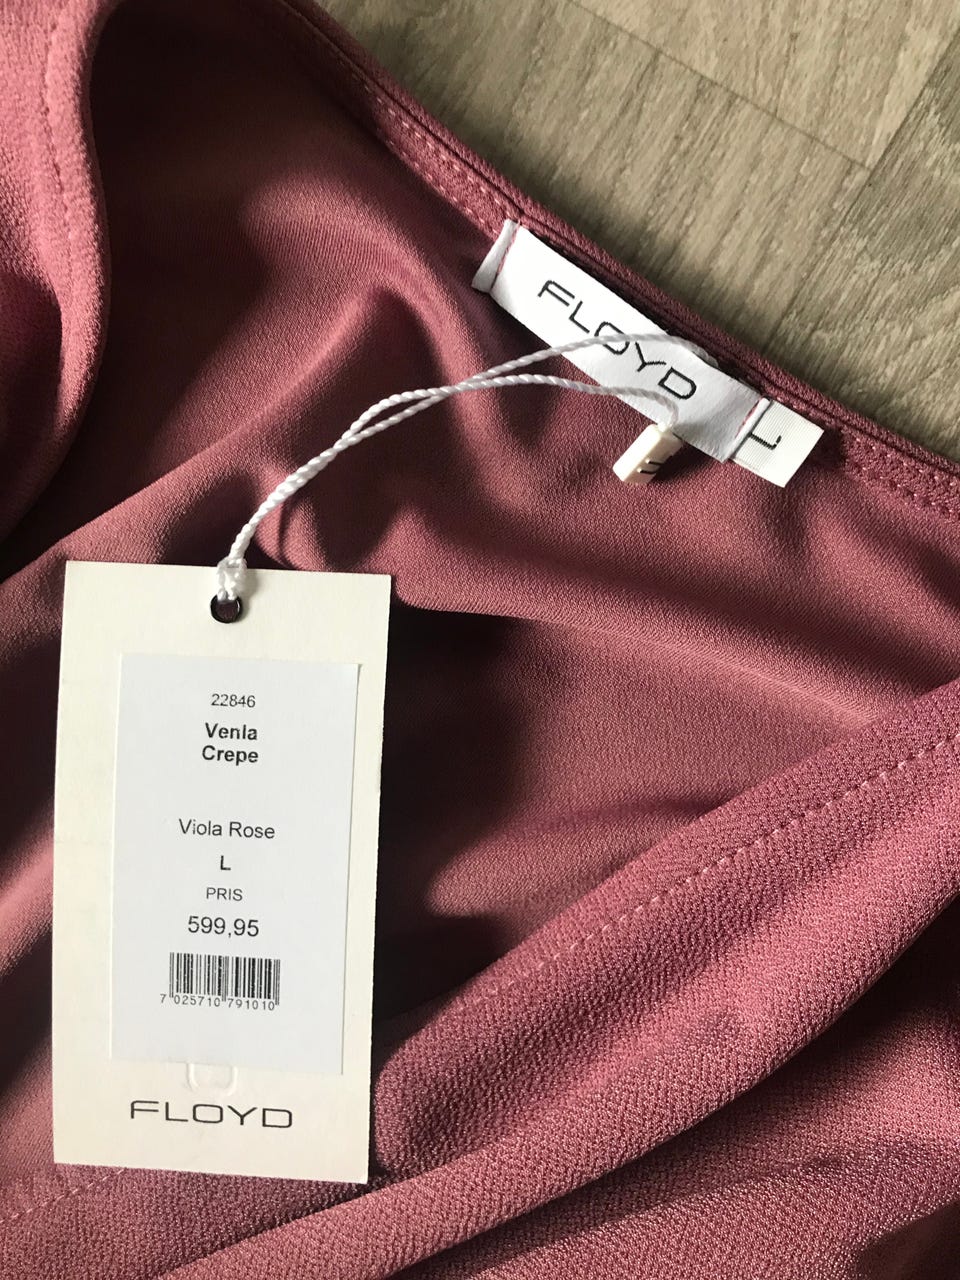 FLOYD
L
22846
Venla
Crepe
Viola Rose
L
PRIS
599,95
7 025710 791010
FLOYD